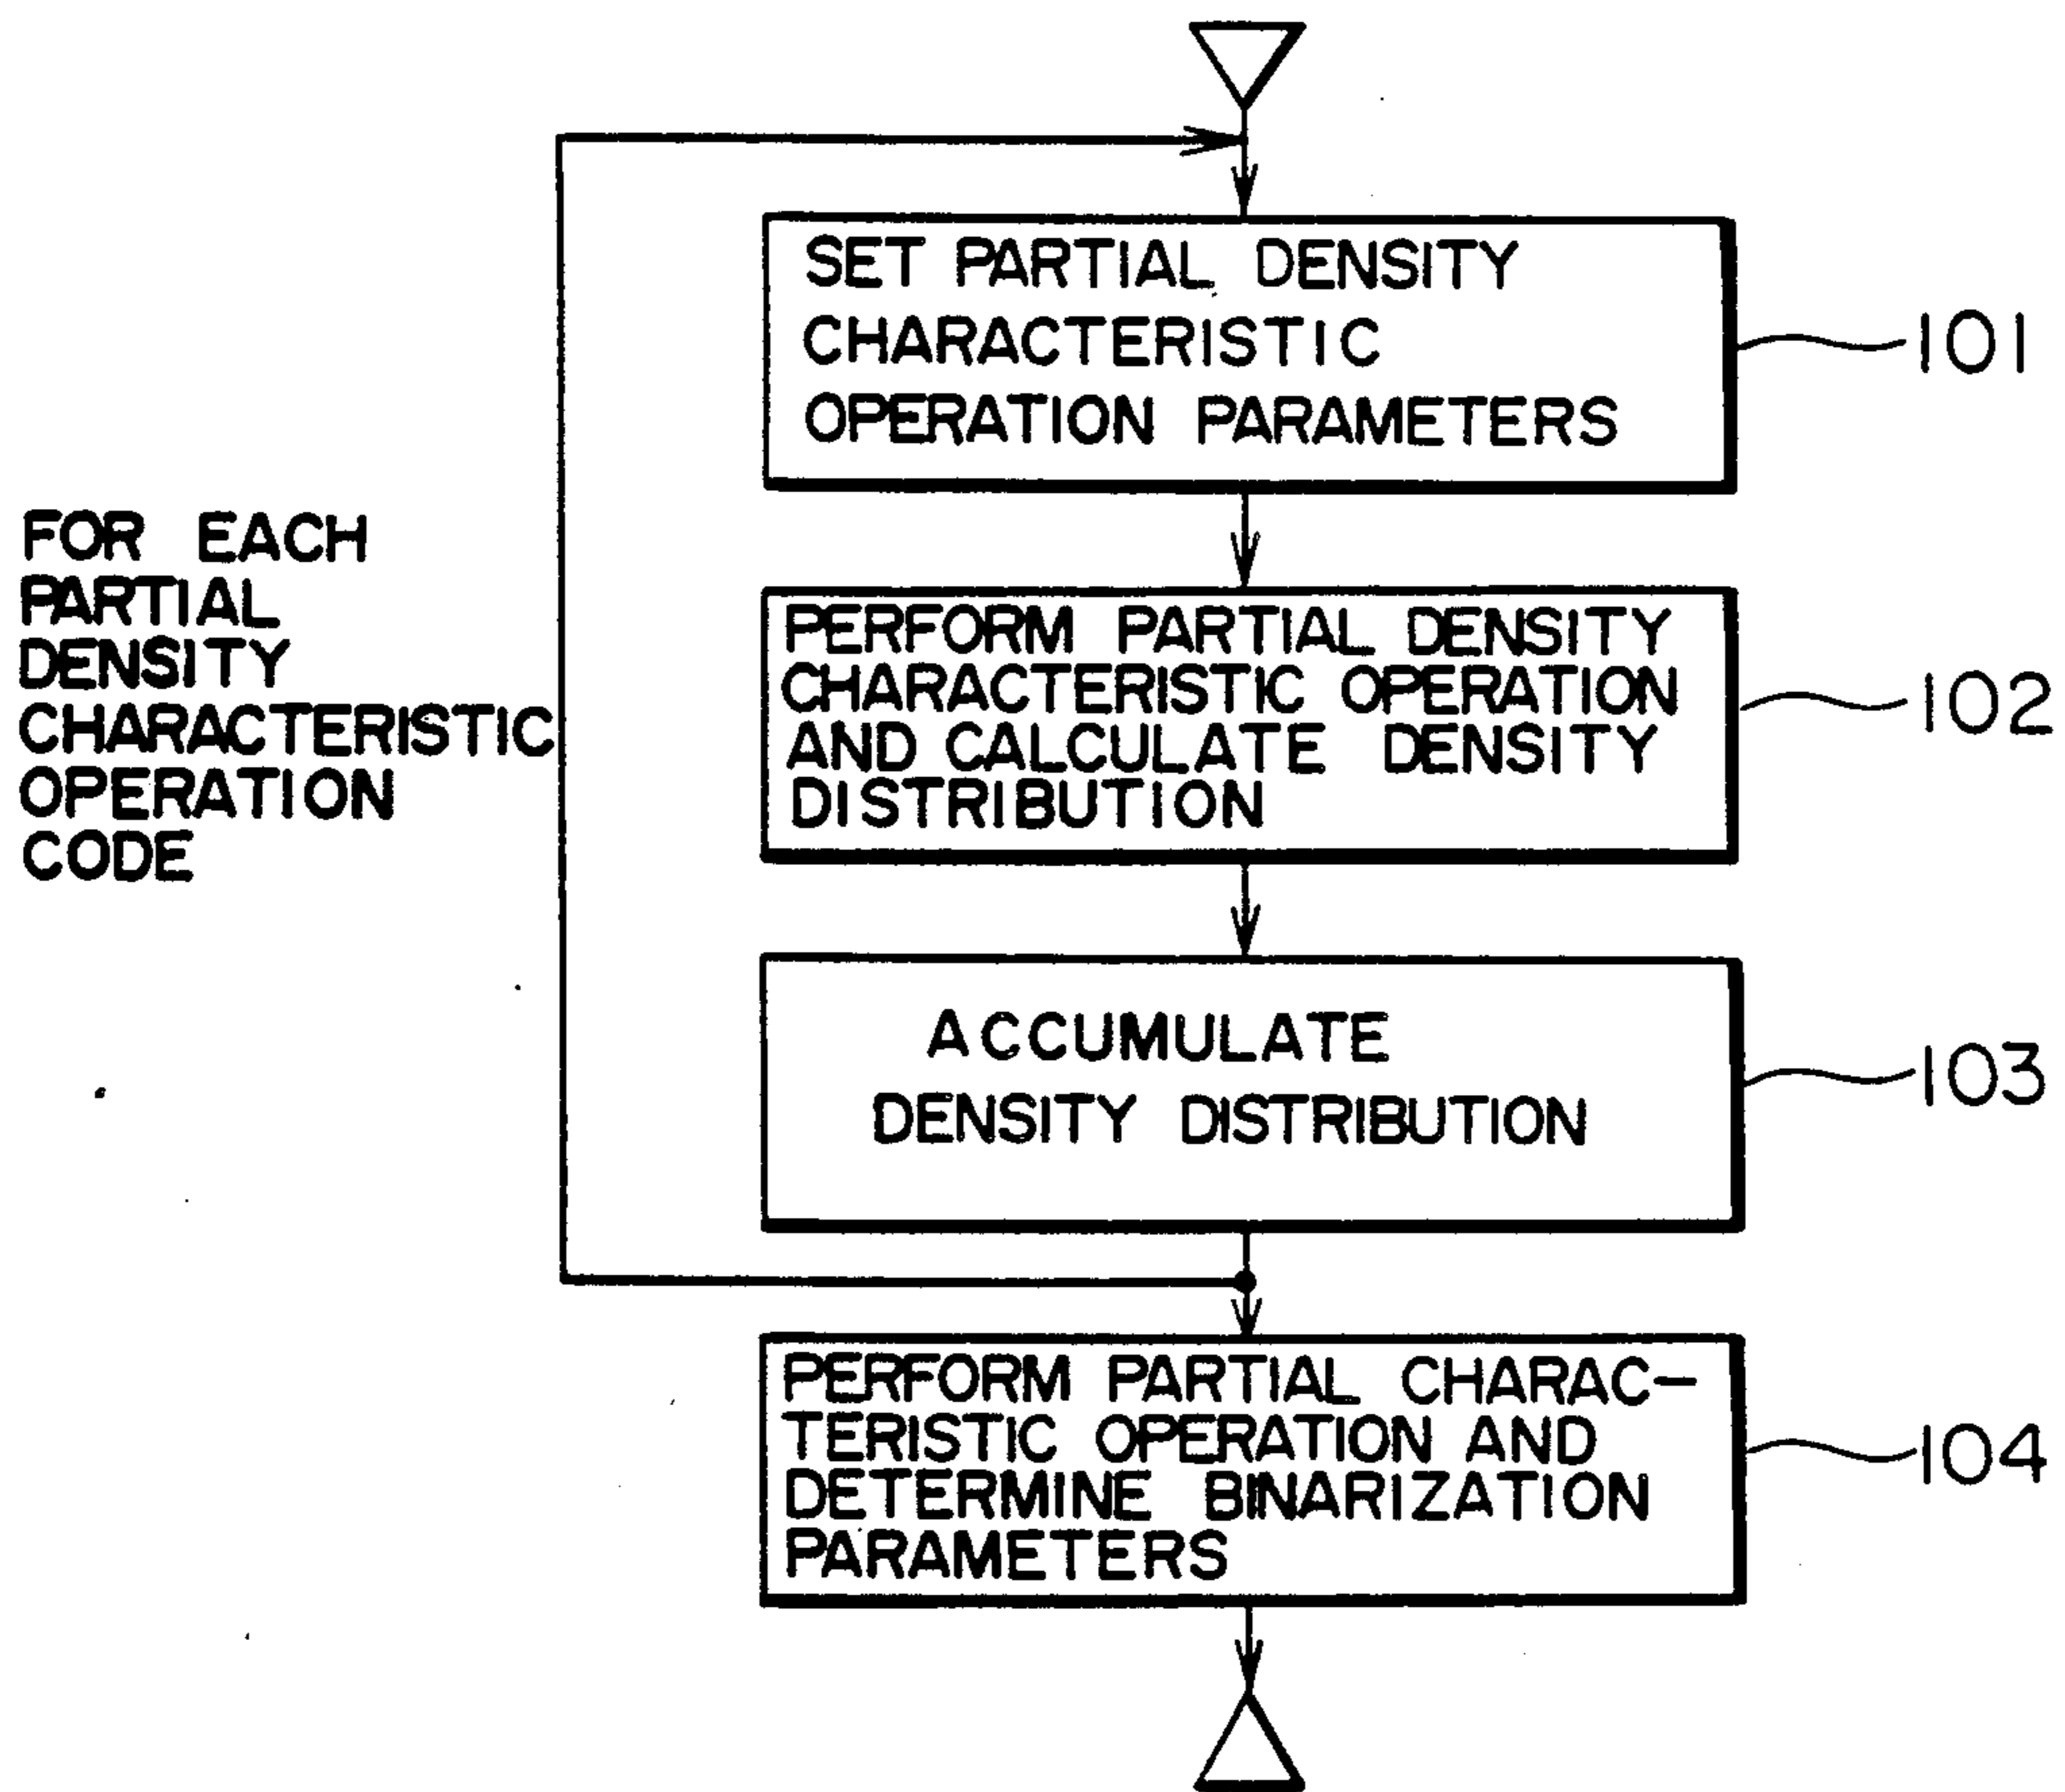 SET PARTIAL DENSITY
CHARACTERISTIC
OPERATION PARAMETERS
101
FOR EACH
PARTIAL
DENSITY
CHARACTERISTIC
OPERATION
CODE
PERFORM PARTIAL DENSITY
CHARACTERISTIC OPERATION
AND CALCULATE DENSITY
DISTRIBUTION
102
ACCUMULATE
DENSITY DISTRIBUTION
103
PERFORM PARTIAL CHARAC-
TERISTIC OPERATION AND
DETERMINE BINARIZATION
PARAMETERS
104